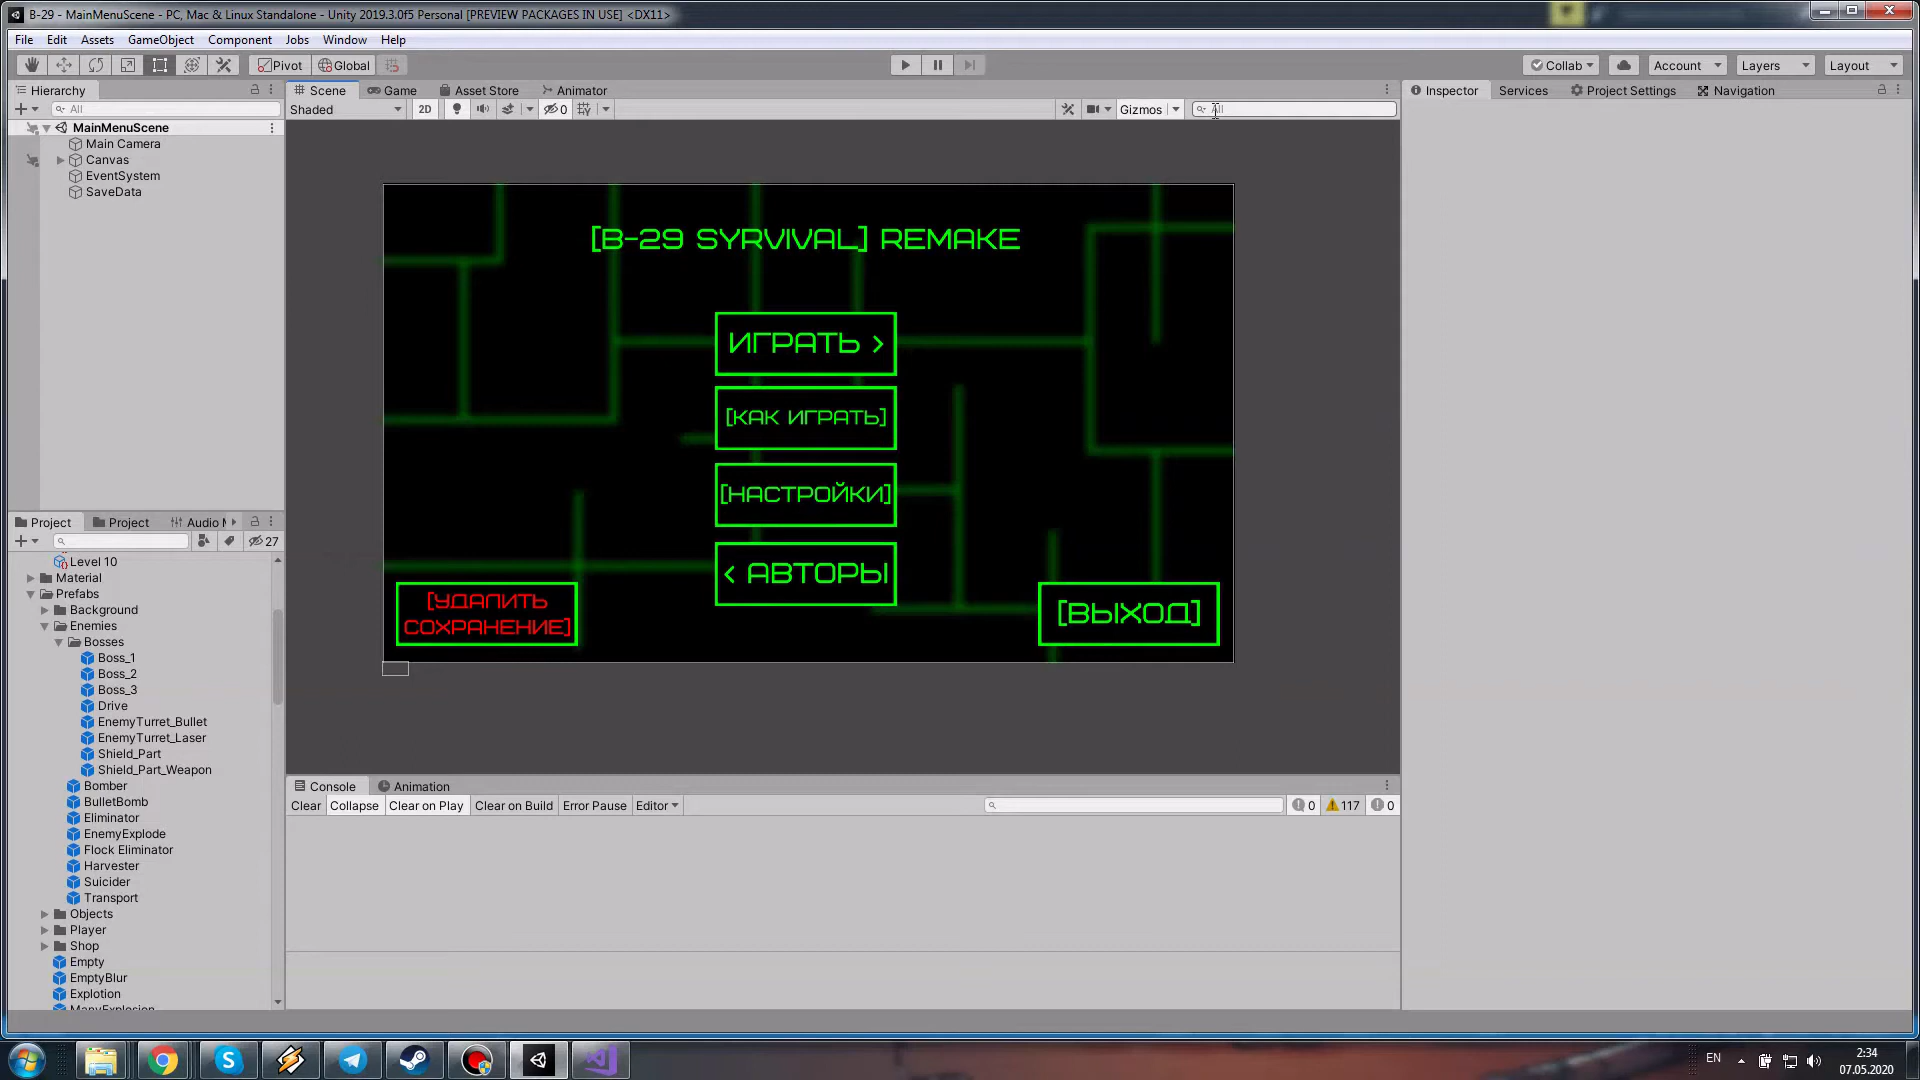 B-29 - MainMenuScene - PC, Mac & Linux Standalone - Unity 2019.3.0f5 Personal [PREVIEW PACKAGES IN USE] <DX11>
File Edit Assets GameObject Component Jobs Window Help
Pivot Global Collab Account Layers Layout
Hierarchy
All
MainMenuScene
Main Camera
Canvas
EventSystem
SaveData
Scene Game Asset Store Animator
Shaded 2D 0 Gizmos All
[B-29 SYRVIVAL] REMAKE
ИГРАТЬ >
[КАК ИГРАТЬ]
[НАСТРОЙКИ]
< АВТОРЫ
[УДАЛИТЬ
СОХРАНЕНИЕ]
[ВЫХОД]
Inspector Services Project Settings Navigation
Project Project Audio M
27
Level 10
Material
Prefabs
Background
Enemies
Bosses
Boss_1
Boss_2
Boss_3
Drive
EnemyTurret_Bullet
EnemyTurret_Laser
Shield_Part
Shield_Part_Weapon
Bomber
BulletBomb
Eliminator
EnemyExplode
Flock Eliminator
Harvester
Suicider
Transport
Objects
Player
Shop
Empty
EmptyBlur
Explotion
ManyExplosion
Console Animation
Clear Collapse Clear on Play Clear on Build Error Pause Editor 0 117 0
EN
2:34
07.05.2020